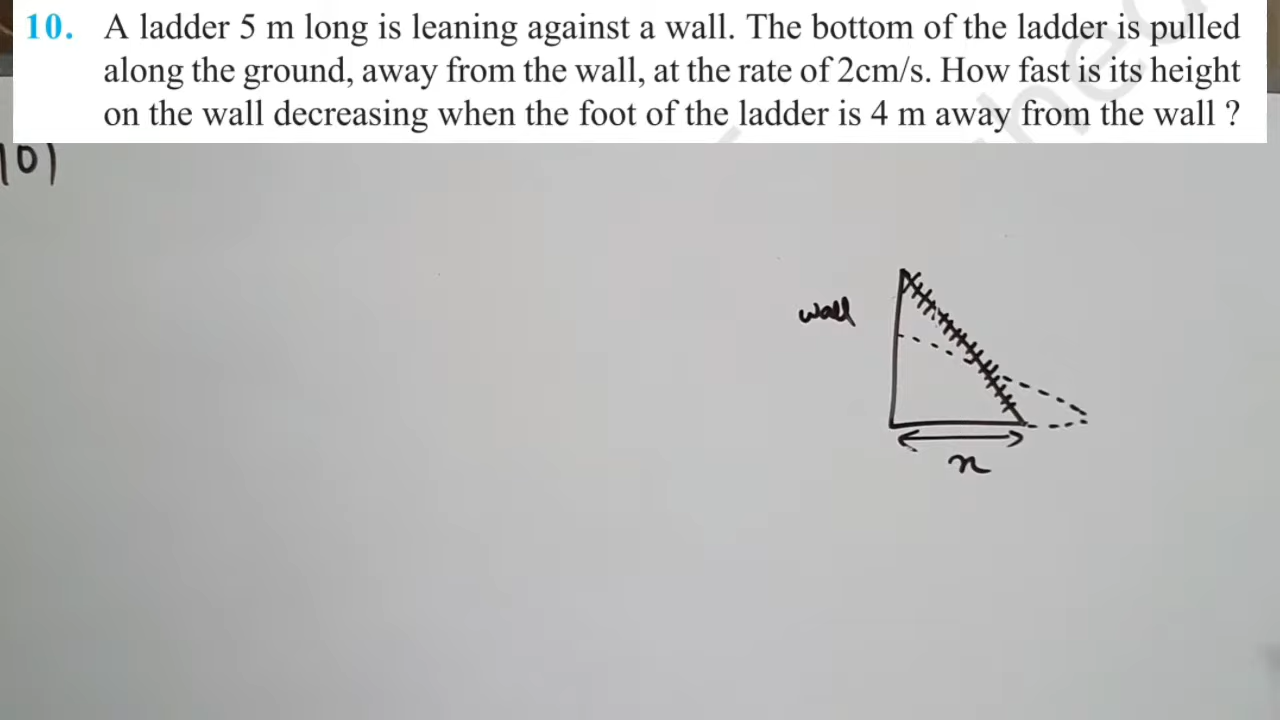 10. A ladder 5 m long is leaning against a wall. The bottom of the ladder is pulled
along the ground, away from the wall, at the rate of 2cm/s. How fast is its height
on the wall decreasing when the foot of the ladder is 4 m away from the wall ?
10)
wall
x